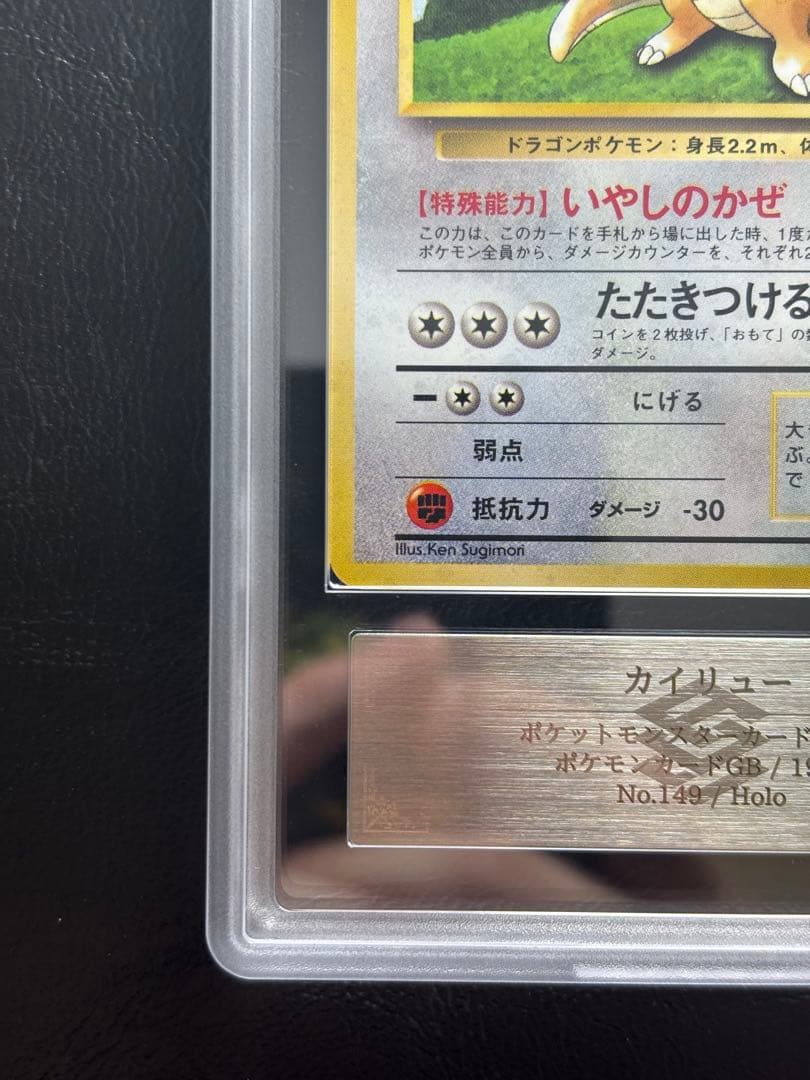 ドラゴンポケモン：身長2.2m、体
【特殊能力】いやしのかぜ
この力は、このカードを手札から場に出した時、1度だ
ポケモン全員から、ダメージカウンターを、それぞれ2
たたきつける
コインを2枚投げ、「おもて」の数
ダメージ。
ー にげる
大
ぶ。
で
弱点
抵抗力 ダメージ -30
Illus.Ken Sugimori
カイリュー
ポケットモンスターカード
ポケモンカードGB / 19
No.149 / Holo